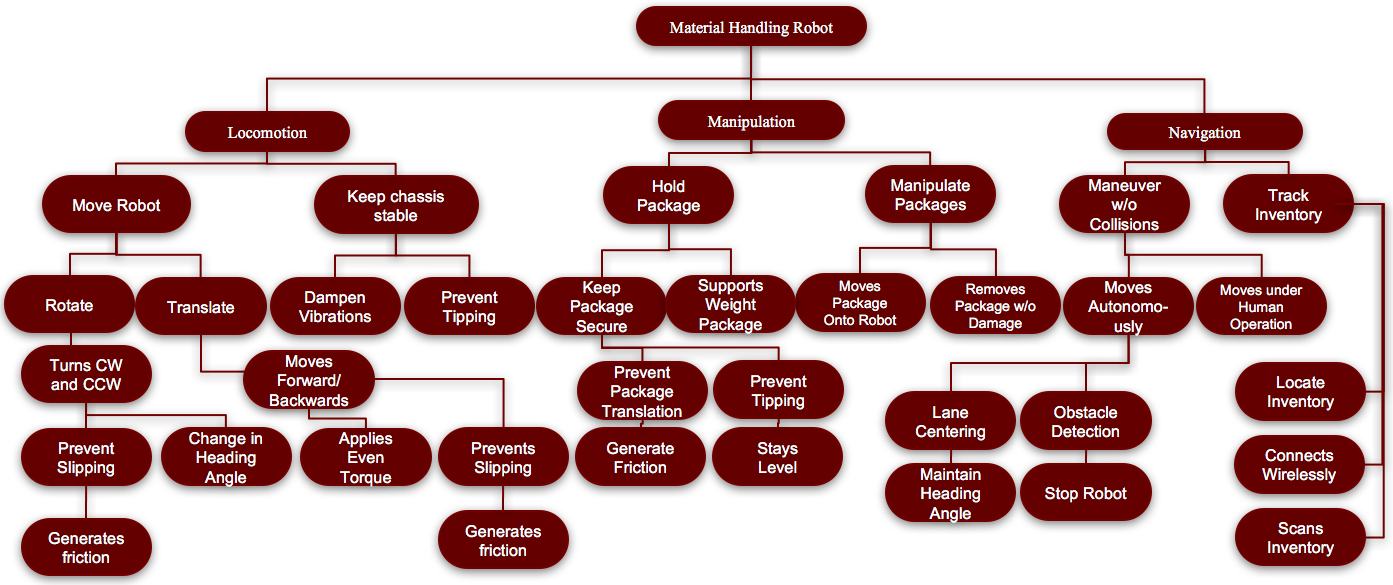 Material Handling Robot
Locomotion
Manipulation
Navigation
Move Robot
Keep chassis
stable
Hold
Package
Manipulate
Packages
Maneuver
w/o
Collisions
Track
Inventory
Rotate
Translate
Dampen
Vibrations
Prevent
Tipping
Keep
Package
Secure
Supports
Weight
Package
Moves
Package
Onto Robot
Removes
Package w/o
Damage
Moves
Autonomo-
usly
Moves under
Human
Operation
Turns CW
and CCW
Moves
Forward/
Backwards
Prevent
Package
Translation
Prevent
Tipping
Locate
Inventory
Prevent
Slipping
Change in
Heading
Angle
Applies
Even
Torque
Prevents
Slipping
Generate
Friction
Stays
Level
Lane
Centering
Obstacle
Detection
Connects
Wirelessly
Maintain
Heading
Angle
Stop Robot
Generates
friction
Generates
friction
Scans
Inventory